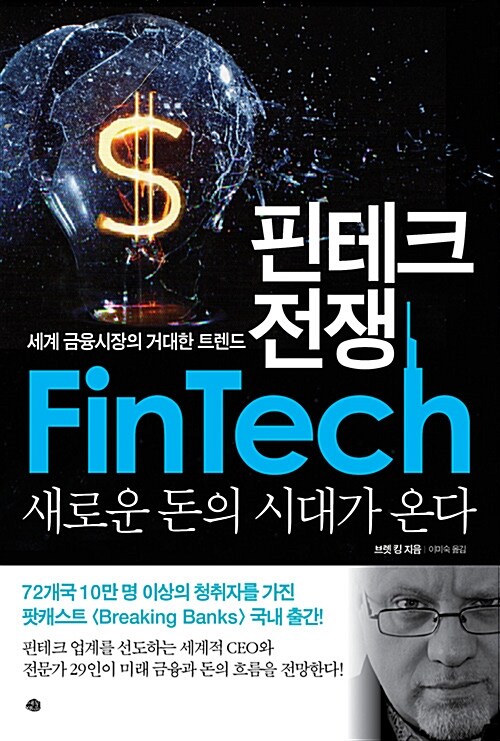 $
핀테크
전쟁
세계 금융시장의 거대한 트렌드
FinTech
새로운 돈의 시대가 온다
브렛 킹 지음 | 이미숙 옮김
72개국 10만 명 이상의 청취자를 가진
팟캐스트 〈Breaking Banks〉 국내 출간!
핀테크 업계를 선도하는 세계적 CEO와
전문가 29인이 미래 금융과 돈의 흐름을 전망한다!